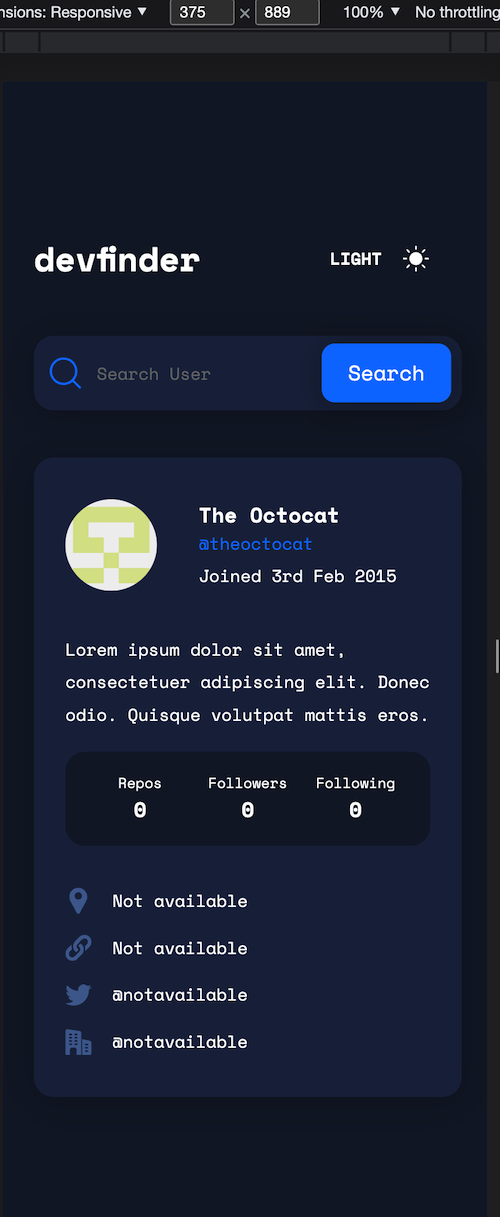 nsions: Responsive ▼ 375 × 889 100% ▼ No throttling
devfinder
LIGHT
Search User
Search
The Octocat
@theoctocat
Joined 3rd Feb 2015
Lorem ipsum dolor sit amet,
consectetuer adipiscing elit. Donec
odio. Quisque volutpat mattis eros.
Repos Followers Following
0 0 0
Not available
Not available
@notavailable
@notavailable